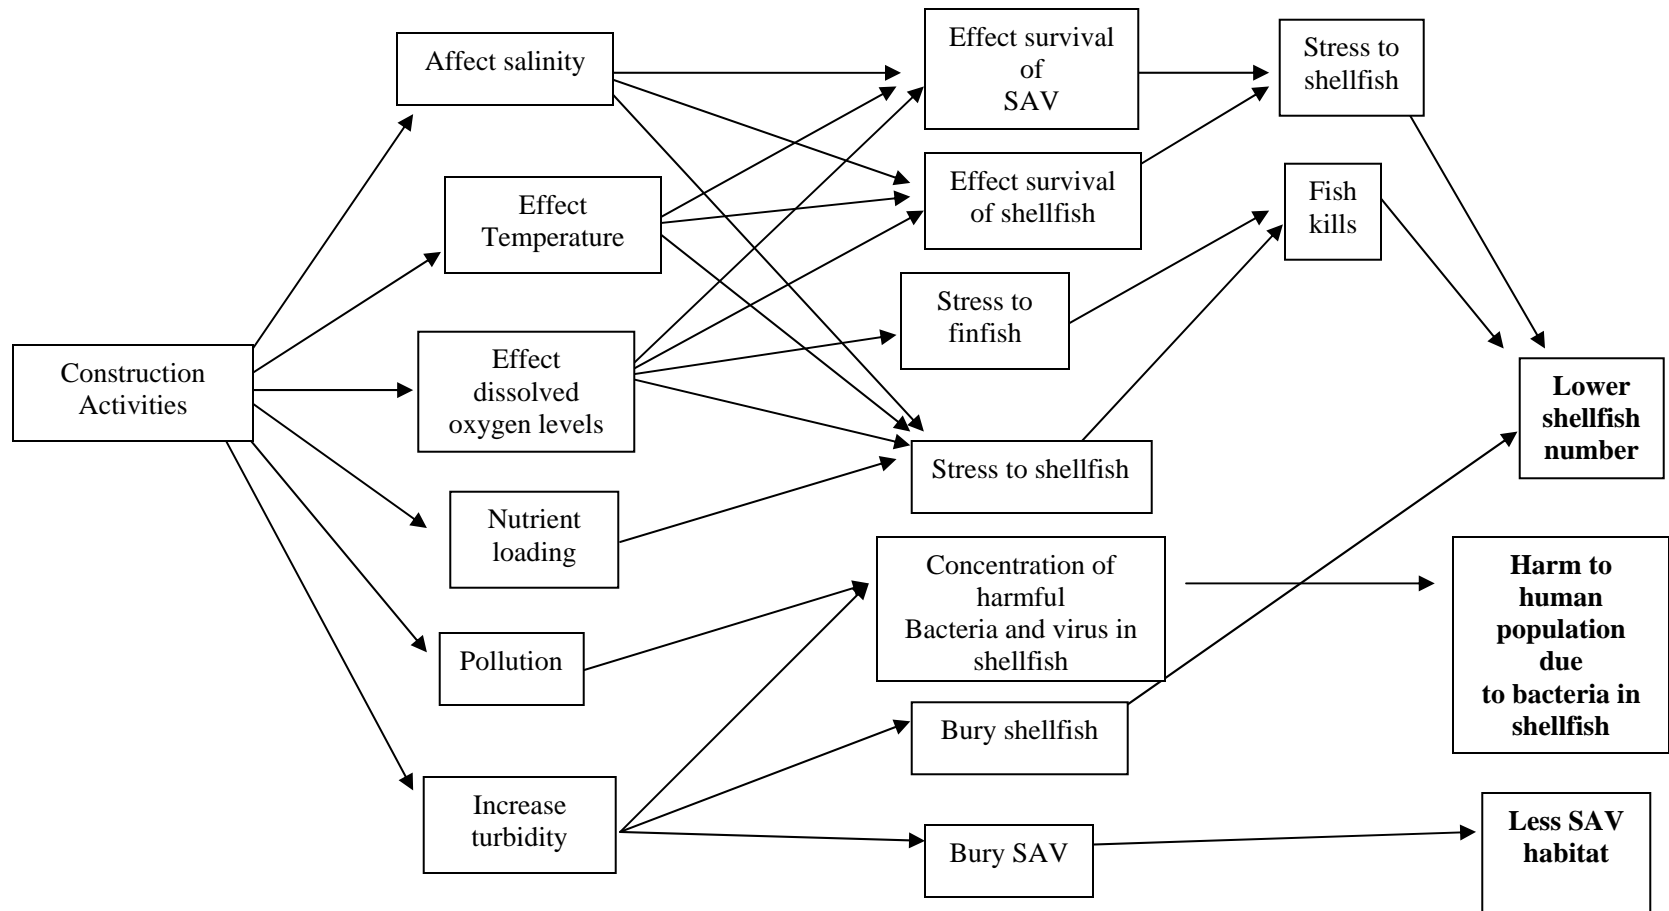 Construction
Activities
Affect salinity
Effect
Temperature
Effect
dissolved
oxygen levels
Nutrient
loading
Pollution
Increase
turbidity
Effect survival
of
SAV
Effect survival
of shellfish
Stress to
finfish
Stress to shellfish
Concentration of
harmful
Bacteria and virus in
shellfish
Bury shellfish
Bury SAV
Stress to
shellfish
Fish
kills
Lower
shellfish
number
Harm to
human
population
due
to bacteria in
shellfish
Less SAV
habitat